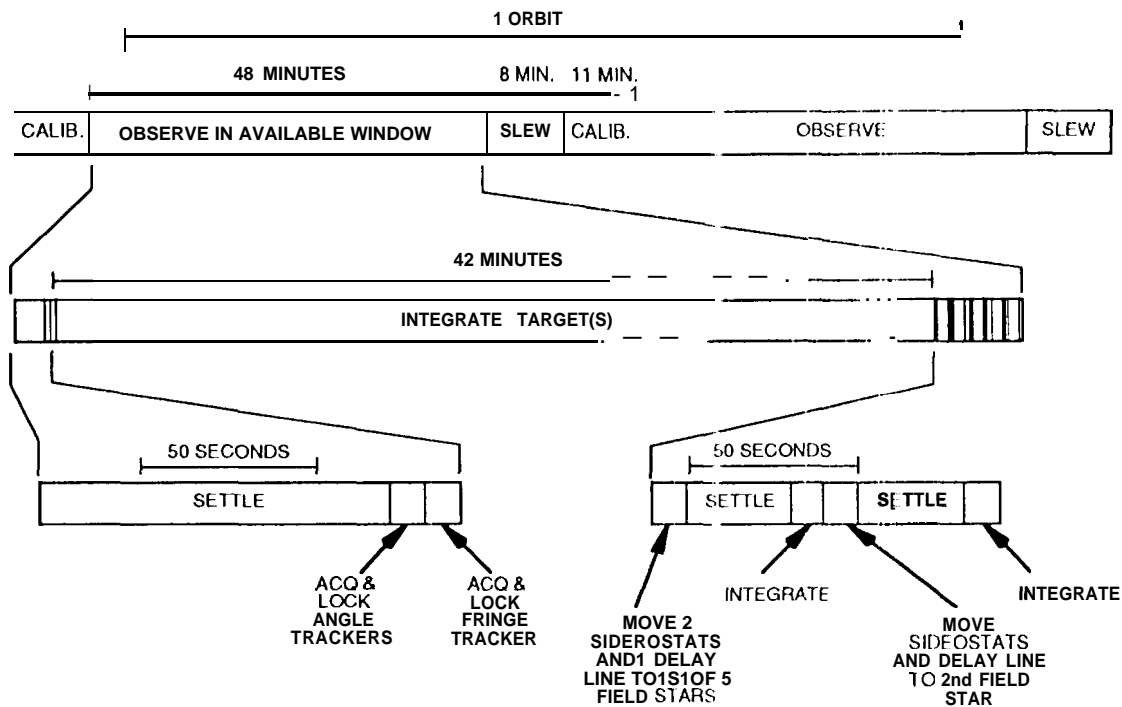 1 ORBIT
48 MINUTES 8 MIN. 11 MIN.
- 1
CALIB. OBSERVE IN AVAILABLE WINDOW SLEW CALIB. OBSERVE SLEW
42 MINUTES
INTEGRATE TARGET(S)
50 SECONDS 50 SECONDS
SETTLE SETTLE SETTLE
ACQ &
LOCK
ANGLE
TRACKERS
ACQ &
LOCK
FRINGE
TRACKER
MOVE 2
SIDEROSTATS
AND1 DELAY
LINE TO1S1OF 5
FIELD STARS
INTEGRATE
MOVE
SIDEOSTATS
AND DELAY LINE
TO 2nd FIELD
STAR
INTEGRATE